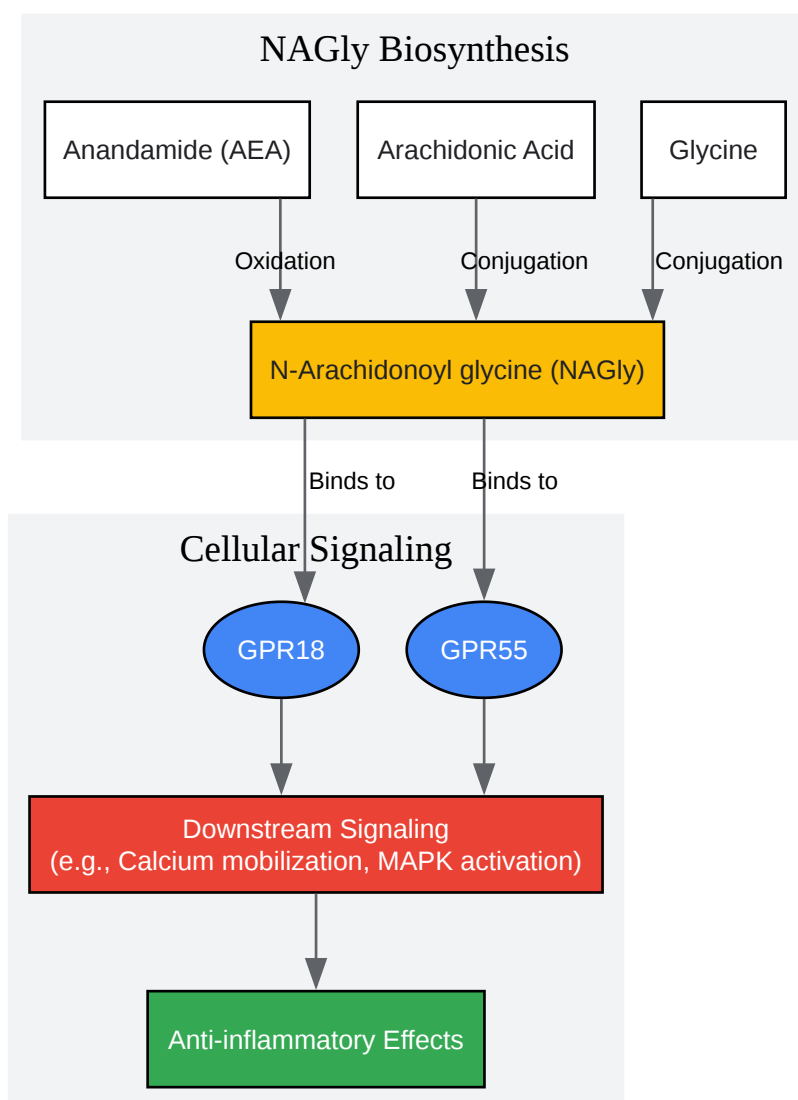 NAGly Biosynthesis
Anandamide (AEA)
Arachidonic Acid
Glycine
Oxidation
Conjugation
Conjugation
N-Arachidonoyl glycine (NAGly)
Binds to
Binds to
Cellular Signaling
GPR18
GPR55
Downstream Signaling
(e.g., Calcium mobilization, MAPK activation)
Anti-inflammatory Effects